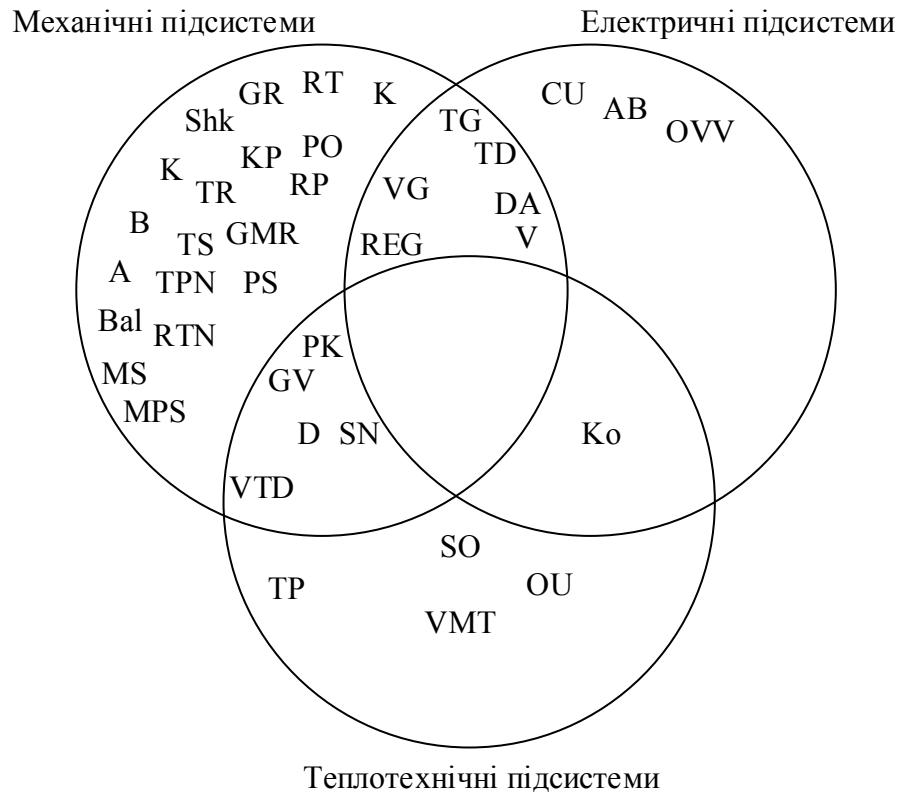 Механічні підсистеми
Електричні підсистеми
GR RT K
Shk
K KP PO
TR RP
B
TS GMR
A TPN PS
Bal RTN
MS
MPS
TG
TD
VG
DA
V
REG
CU
AB
OVV
PK
GV
D SN
VTD
Ko
SO
TP OU
VMT
Теплотехнічні підсистеми